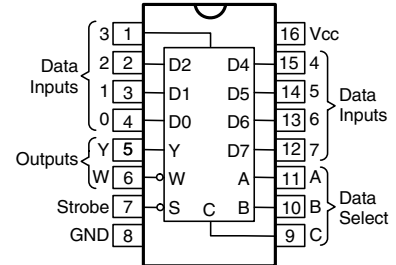 3 1 16 Vcc
2 2 D2 D4 15 4
Data Inputs
1 3 D1 D5 14 5
Data Inputs
0 4 D0 D6 13 6
Y 5 Y D7 12 7
Outputs
W 6 W A 11 A
Strobe 7 S C B 10 B
Data Select
GND 8 9 C